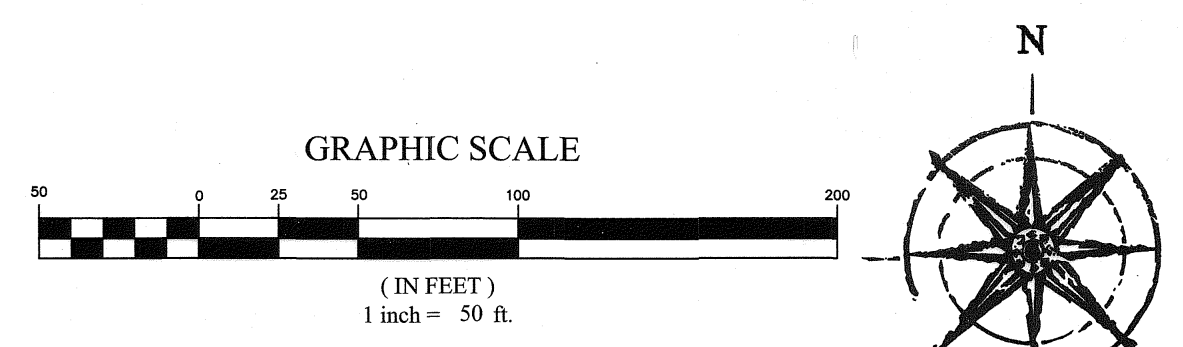 N
GRAPHIC SCALE
50 0 25 50 100 200
( IN FEET )
1 inch = 50 ft.